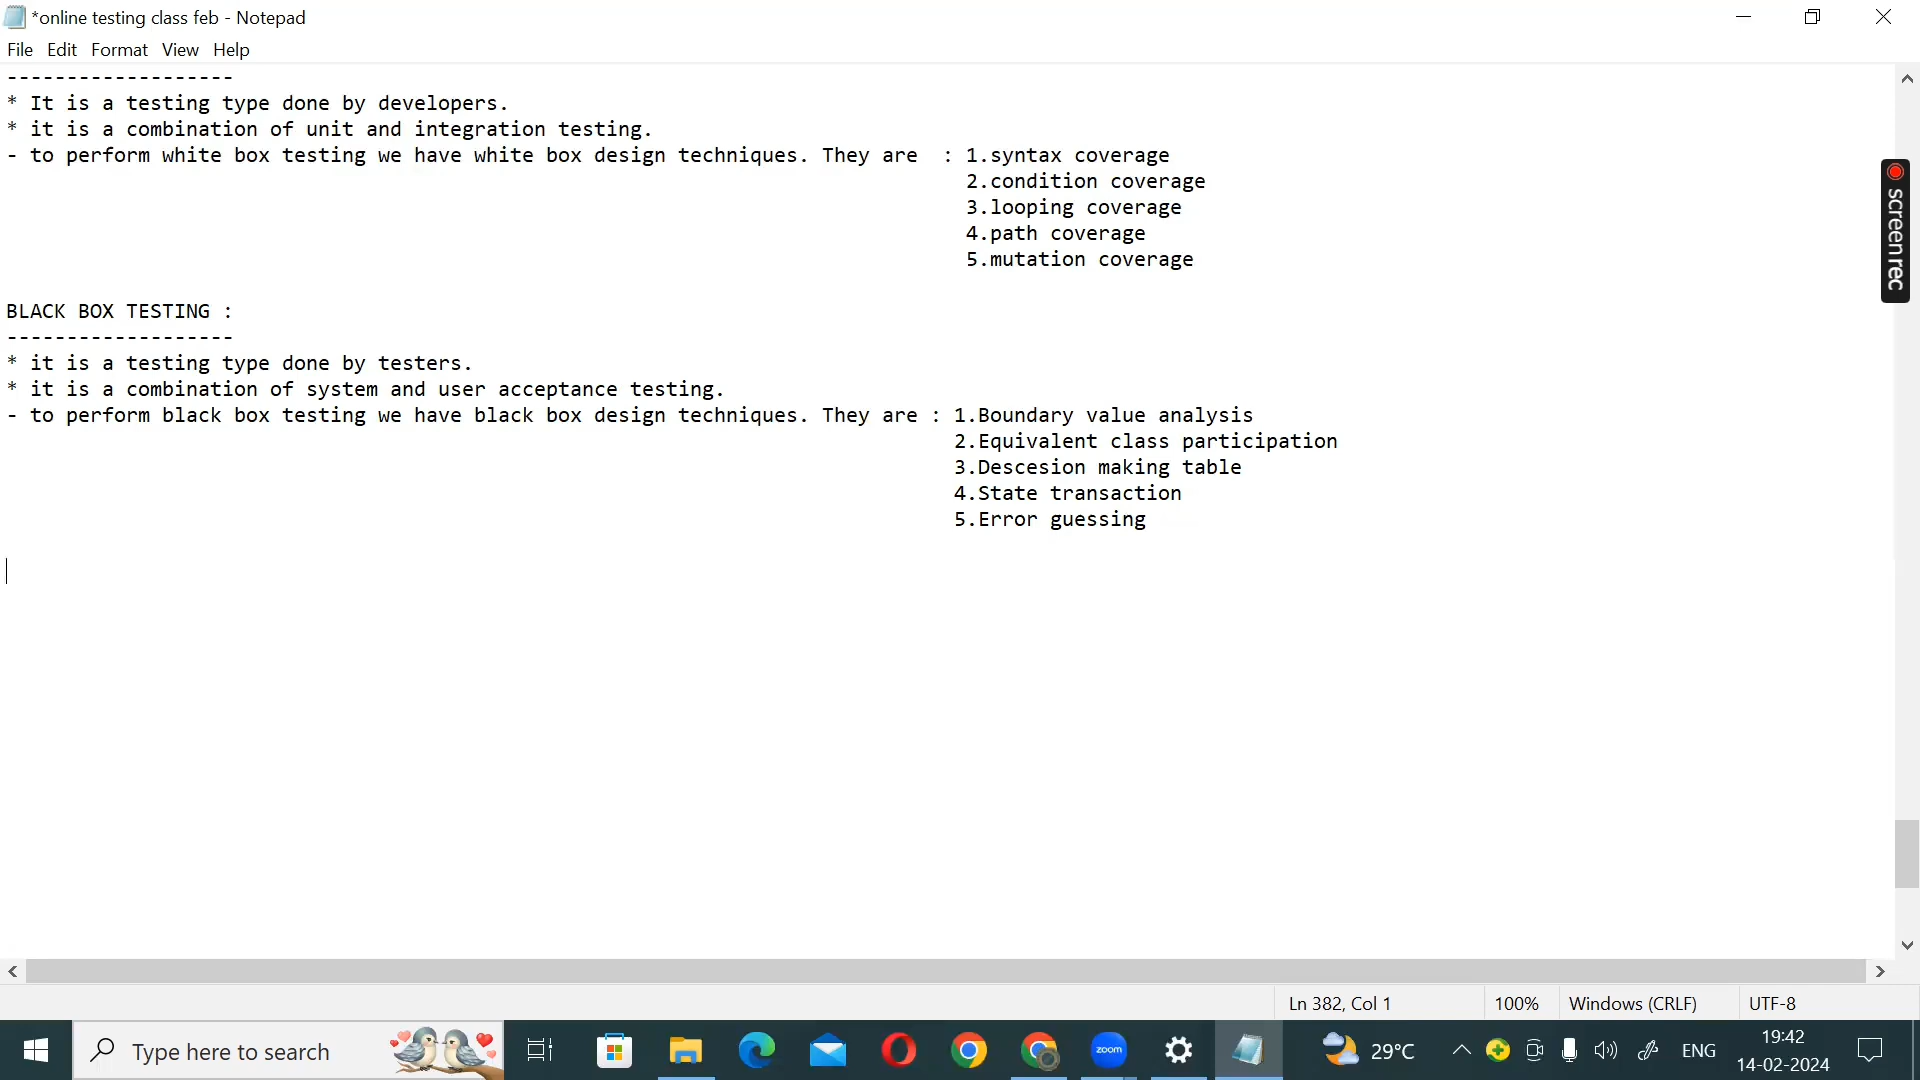 *online testing class feb - Notepad
File Edit Format View Help
-------------------
* It is a testing type done by developers.
* it is a combination of unit and integration testing.
- to perform white box testing we have white box design techniques. They are  : 1.syntax coverage
2.condition coverage
3.looping coverage
4.path coverage
5.mutation coverage
BLACK BOX TESTING :
-------------------
* it is a testing type done by testers.
* it is a combination of system and user acceptance testing.
- to perform black box testing we have black box design techniques. They are : 1.Boundary value analysis
2.Equivalent class participation
3.Descesion making table
4.State transaction
5.Error guessing
screenrec
Ln 382, Col 1 100% Windows (CRLF) UTF-8
Type here to search zoom 29°C ENG 19:42
14-02-2024